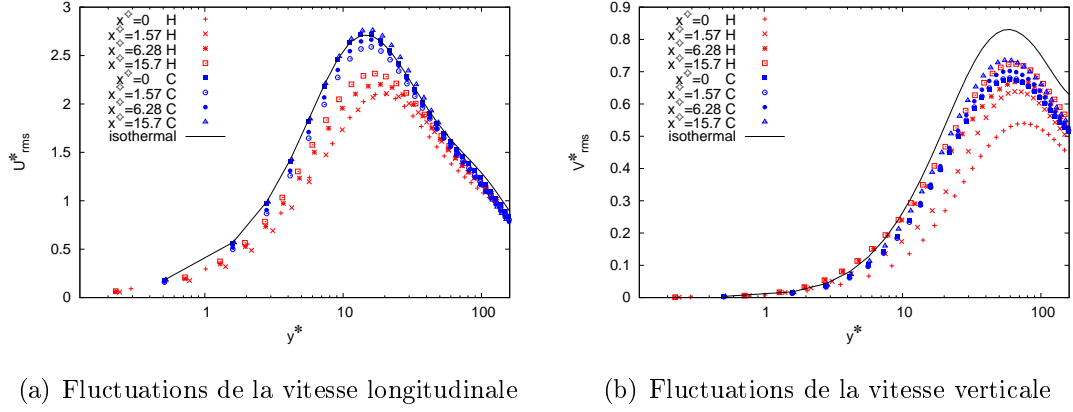 x◇=0 H
x◇=1.57 H
x◇=6.28 H
x◇=15.7 H
x◇=0 C
x◇=1.57 C
x◇=6.28 C
x◇=15.7 C
isothermal
3
2.5
2
1.5
1
0.5
0
U*rms
1 10 100
y*
(a) Fluctuations de la vitesse longitudinale
x◇=0 H
x◇=1.57 H
x◇=6.28 H
x◇=15.7 H
x◇=0 C
x◇=1.57 C
x◇=6.28 C
x◇=15.7 C
isothermal
0.9
0.8
0.7
0.6
0.5
0.4
0.3
0.2
0.1
0
V*rms
1 10 100
y*
(b) Fluctuations de la vitesse verticale